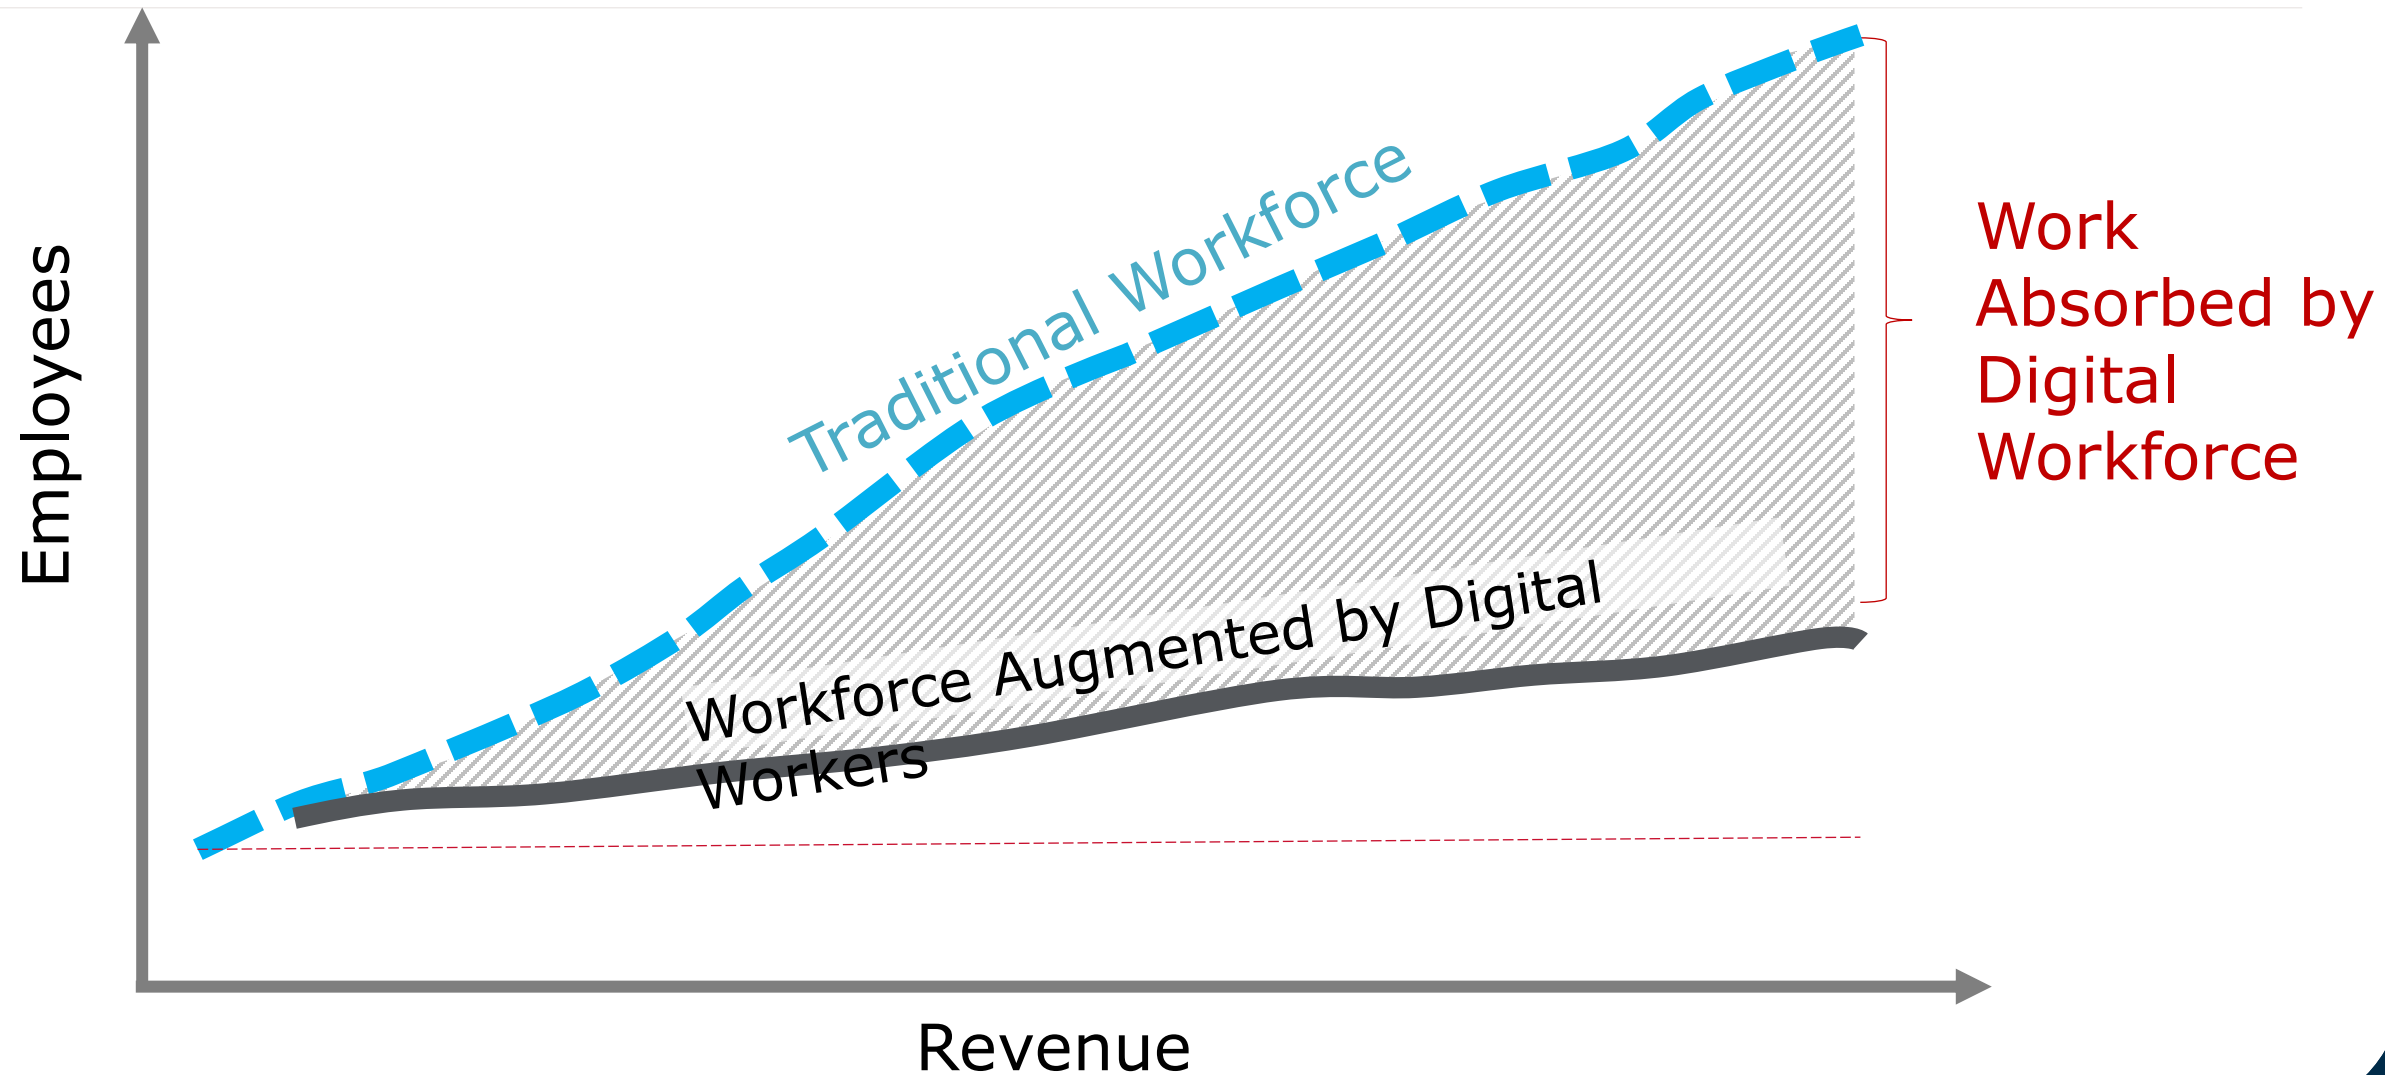 Employees
Traditional Workforce
Workforce Augmented by Digital
Workers
Work
Absorbed by
Digital
Workforce
Revenue